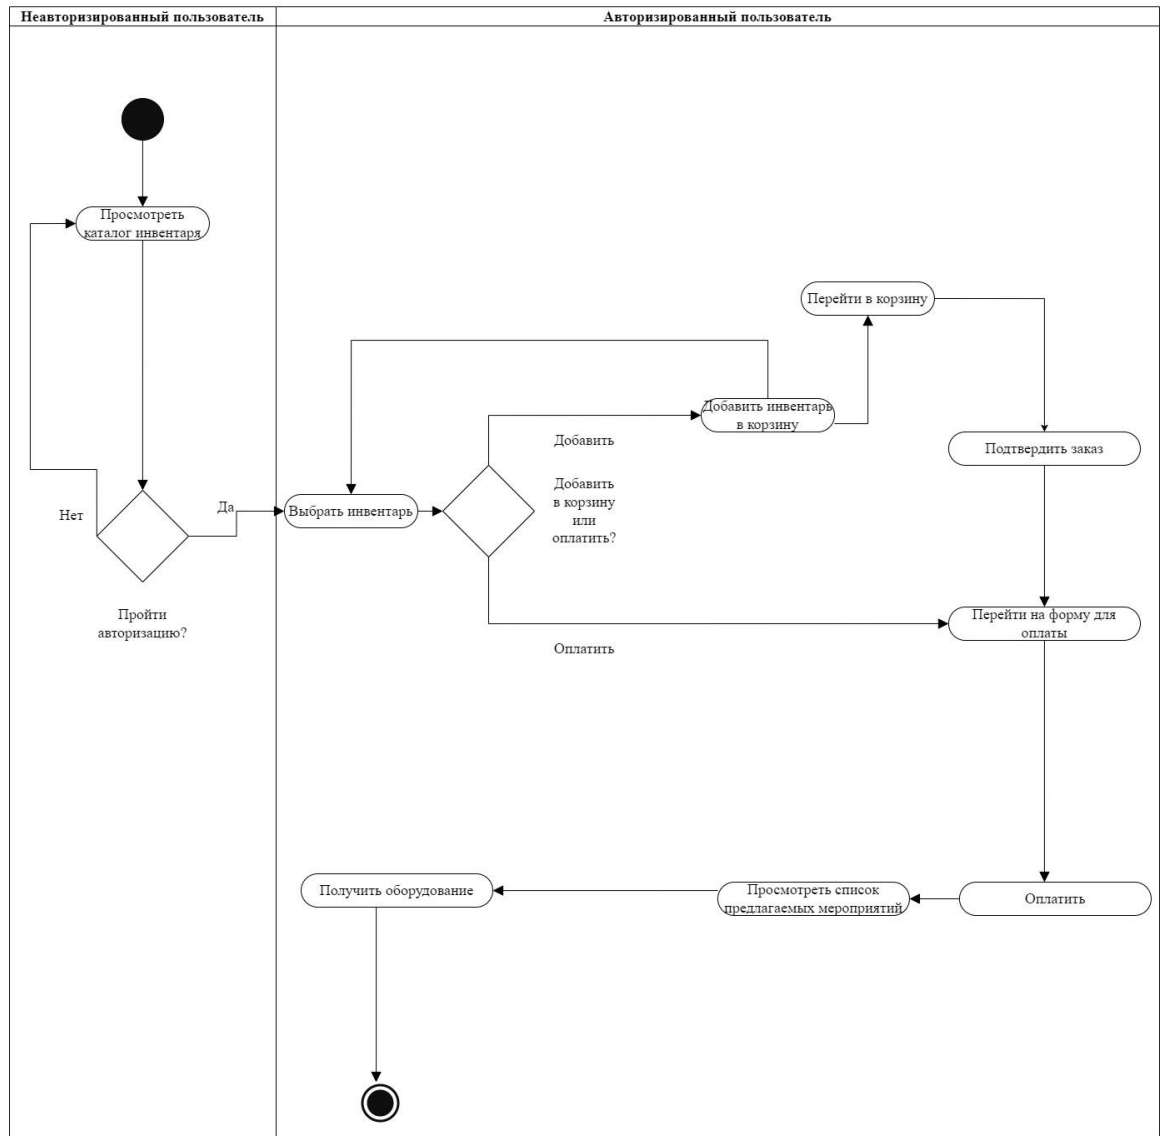 Неавторизированный пользователь
Авторизированный пользователь
Просмотреть
каталог инвентаря
Перейти в корзину
Добавить инвентарь
в корзину
Добавить
Подтвердить заказ
Добавить
в корзину
или
оплатить?
Да
Выбрать инвентарь
Нет
Пройти
авторизацию?
Перейти на форму для
оплаты
Оплатить
Получить оборудование
Просмотреть список
предлагаемых мероприятий
Оплатить